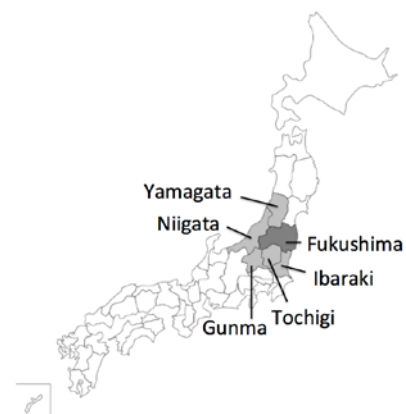 Yamagata
Niigata
Fukushima
Ibaraki
Tochigi
Gunma